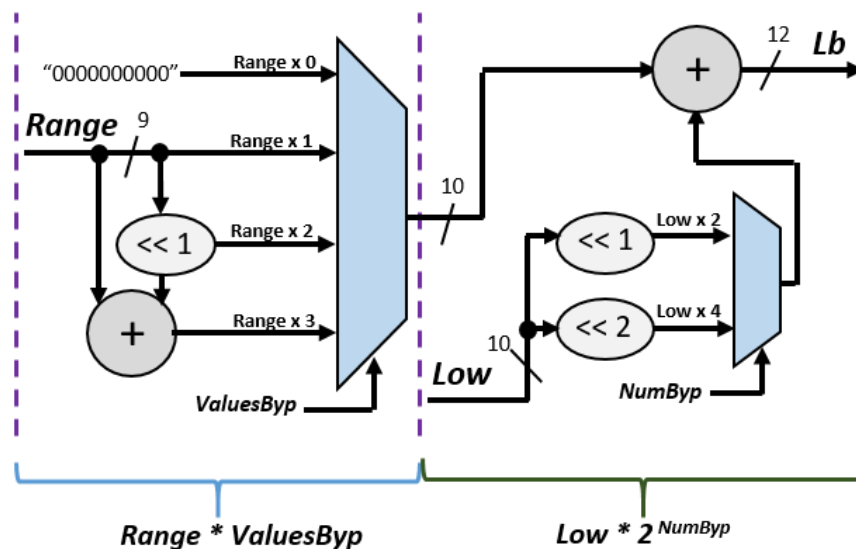 “0000000000”
Range x 0
Range
9
Range x 1
<< 1
Range x 2
+
Range x 3
ValuesByp
10
+
12
Lb
<< 1
Low x 2
<< 2
Low x 4
10
Low
NumByp
Range * ValuesByp
Low * 2 NumByp